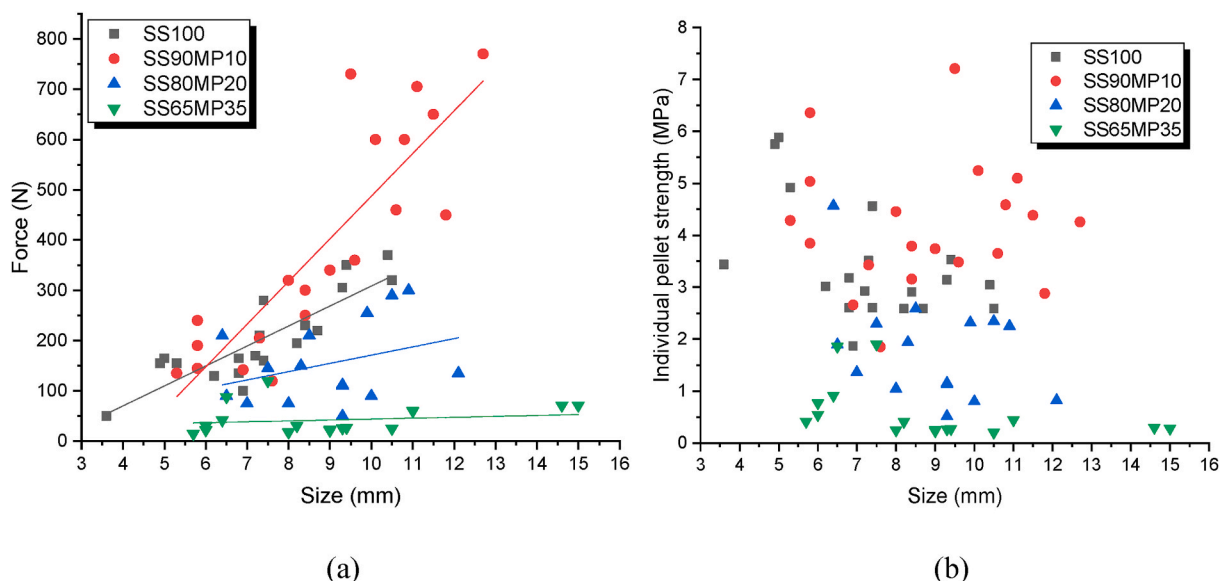 SS100
SS90MP10
SS80MP20
SS65MP35
800
700
600
500
400
300
200
100
0
Force (N)
3 4 5 6 7 8 9 10 11 12 13 14 15 16
Size (mm)
(a)
SS100
SS90MP10
SS80MP20
SS65MP35
8
7
6
5
4
3
2
1
0
Individual pellet strength (MPa)
3 4 5 6 7 8 9 10 11 12 13 14 15 16
Size (mm)
(b)